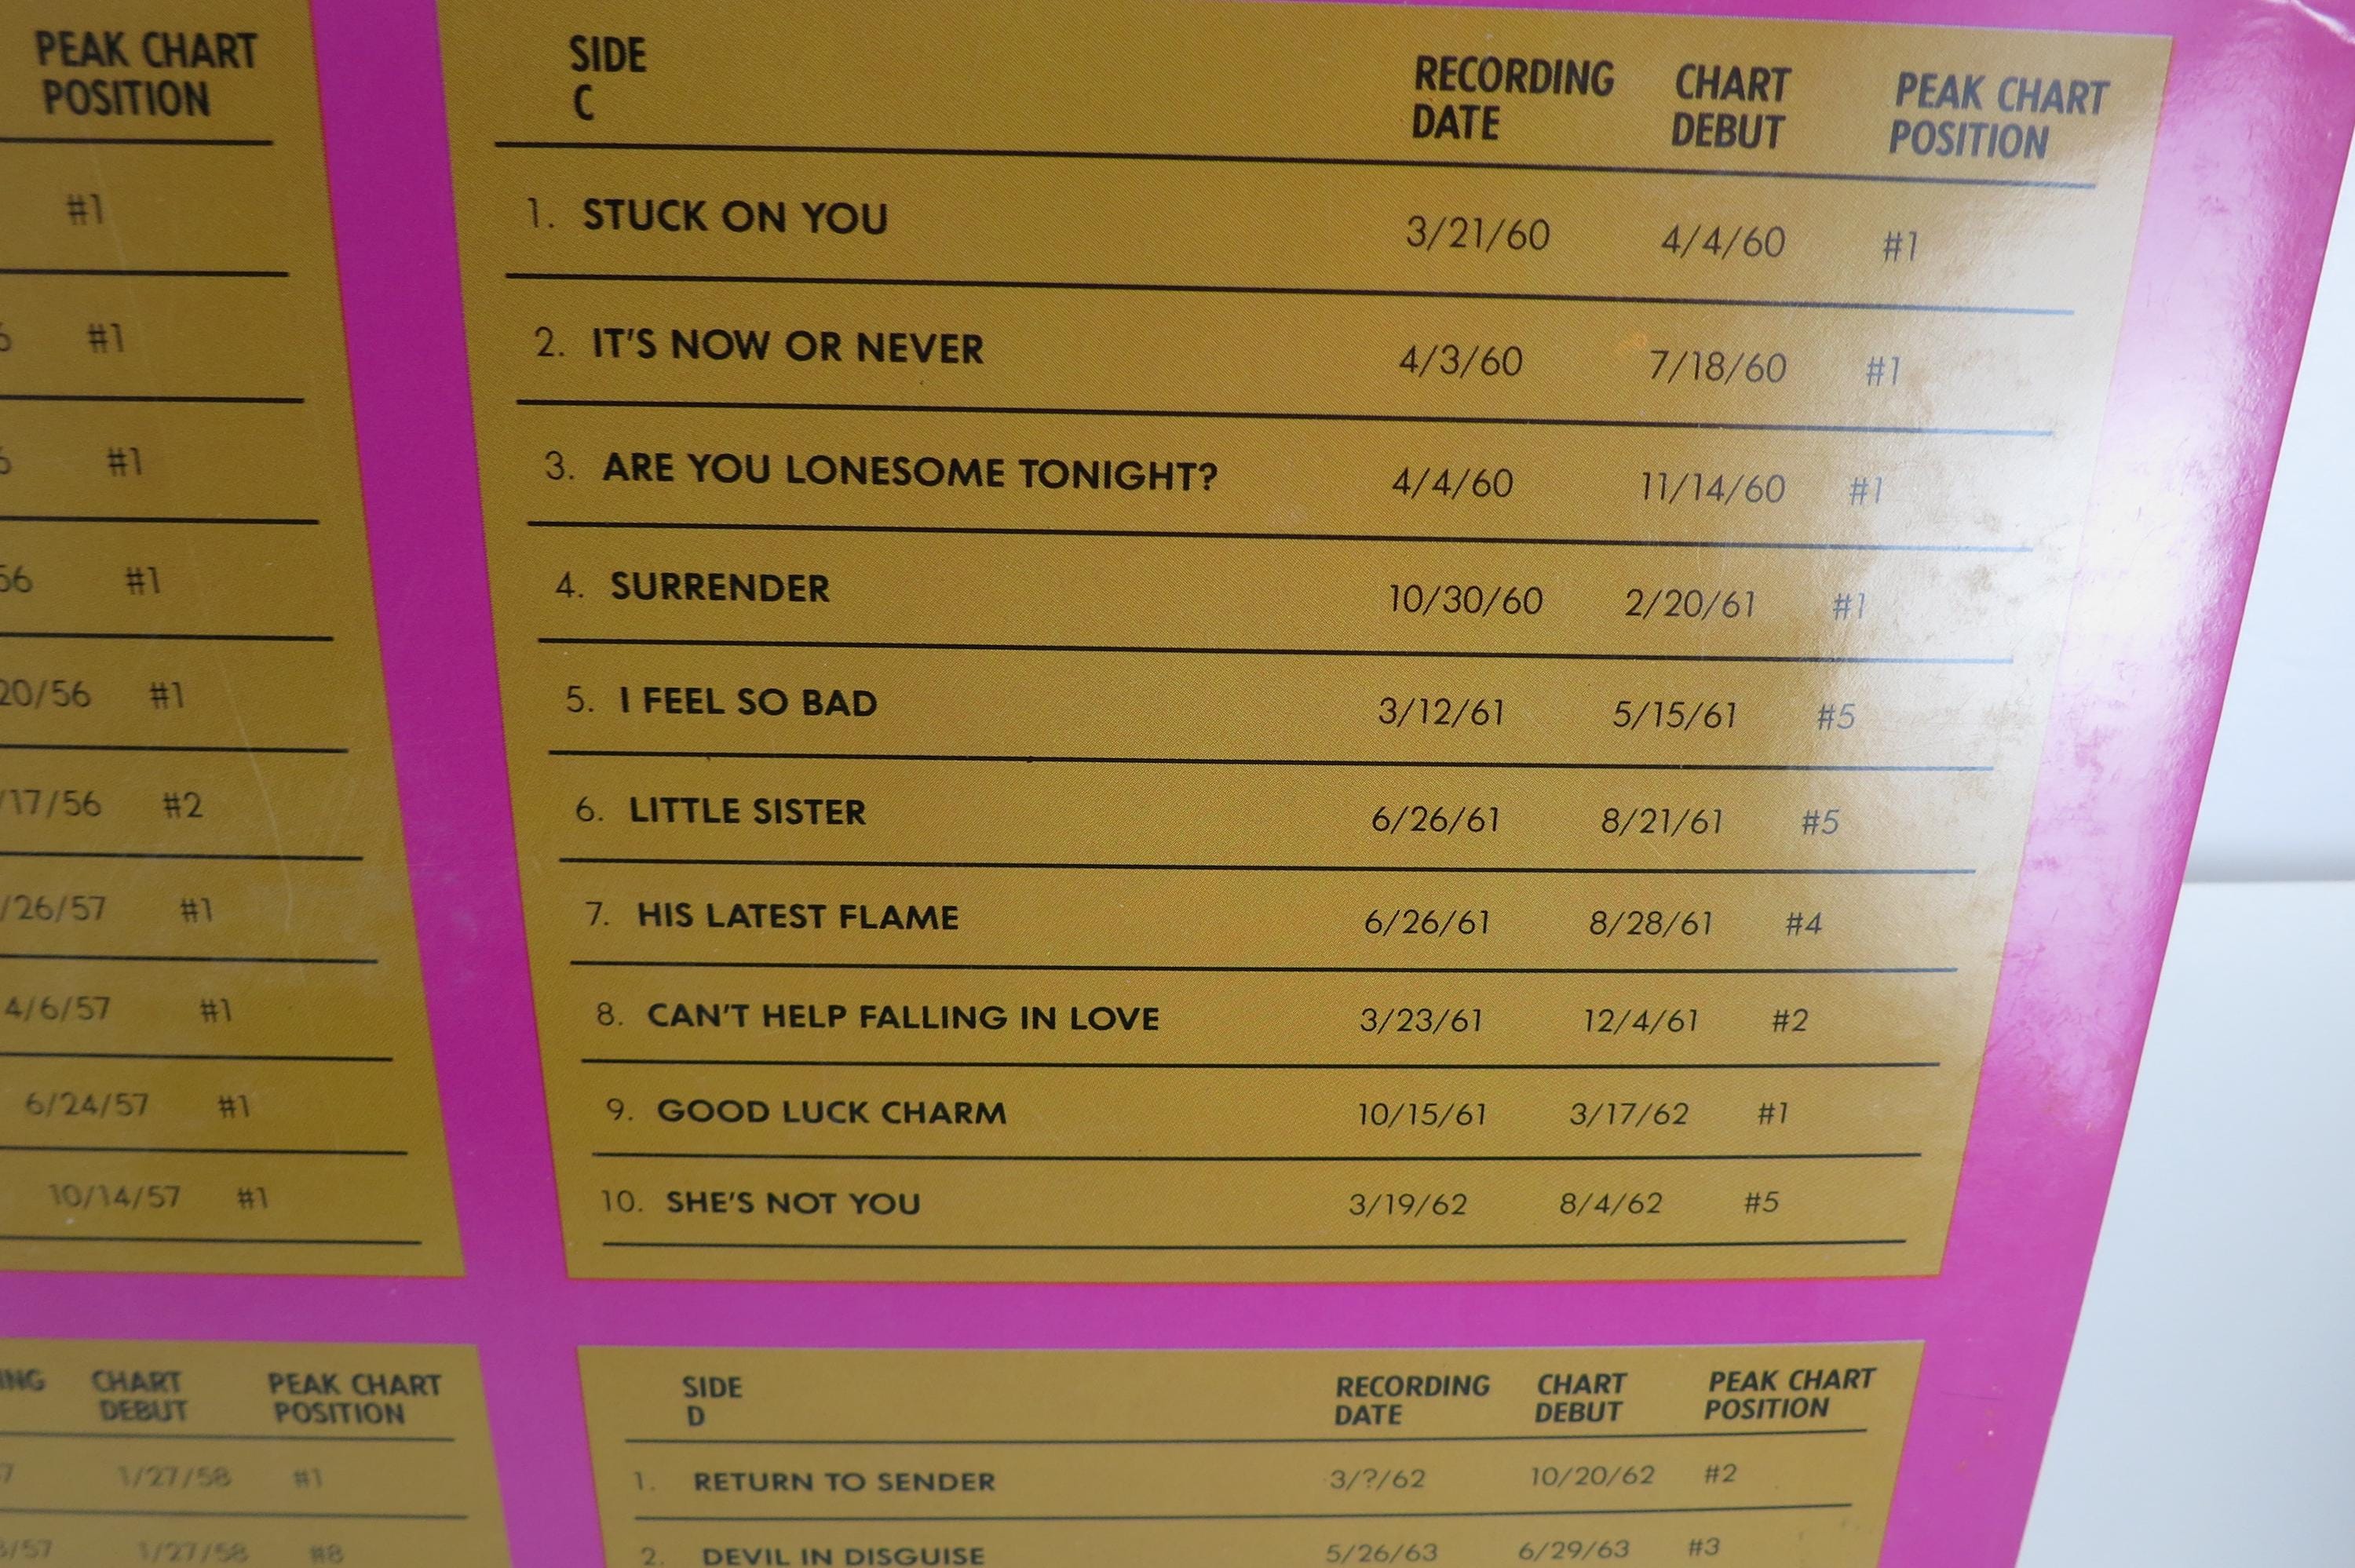 PEAK CHART
POSITION
#1
#1
#1
56 #1
20/56 #1
/17/56 #2
/26/57 #1
4/6/57 #1
6/24/57 #1
10/14/57 #1
SIDE
C
RECORDING
DATE
CHART
DEBUT
PEAK CHART
POSITION
1. STUCK ON YOU 3/21/60 4/4/60 #1
2. IT'S NOW OR NEVER 4/3/60 7/18/60 #1
3. ARE YOU LONESOME TONIGHT? 4/4/60 11/14/60 #1
4. SURRENDER 10/30/60 2/20/61 #1
5. I FEEL SO BAD 3/12/61 5/15/61 #5
6. LITTLE SISTER 6/26/61 8/21/61 #5
7. HIS LATEST FLAME 6/26/61 8/28/61 #4
8. CAN'T HELP FALLING IN LOVE 3/23/61 12/4/61 #2
9. GOOD LUCK CHARM 10/15/61 3/17/62 #1
10. SHE'S NOT YOU 3/19/62 8/4/62 #5
CHART
DEBUT
PEAK CHART
POSITION
1/27/58 #1
/57 1/27/58 #8
SIDE
D
RECORDING
DATE
CHART
DEBUT
PEAK CHART
POSITION
1. RETURN TO SENDER 3/?/62 10/20/62 #2
2. DEVIL IN DISGUISE 5/26/63 6/29/63 #3